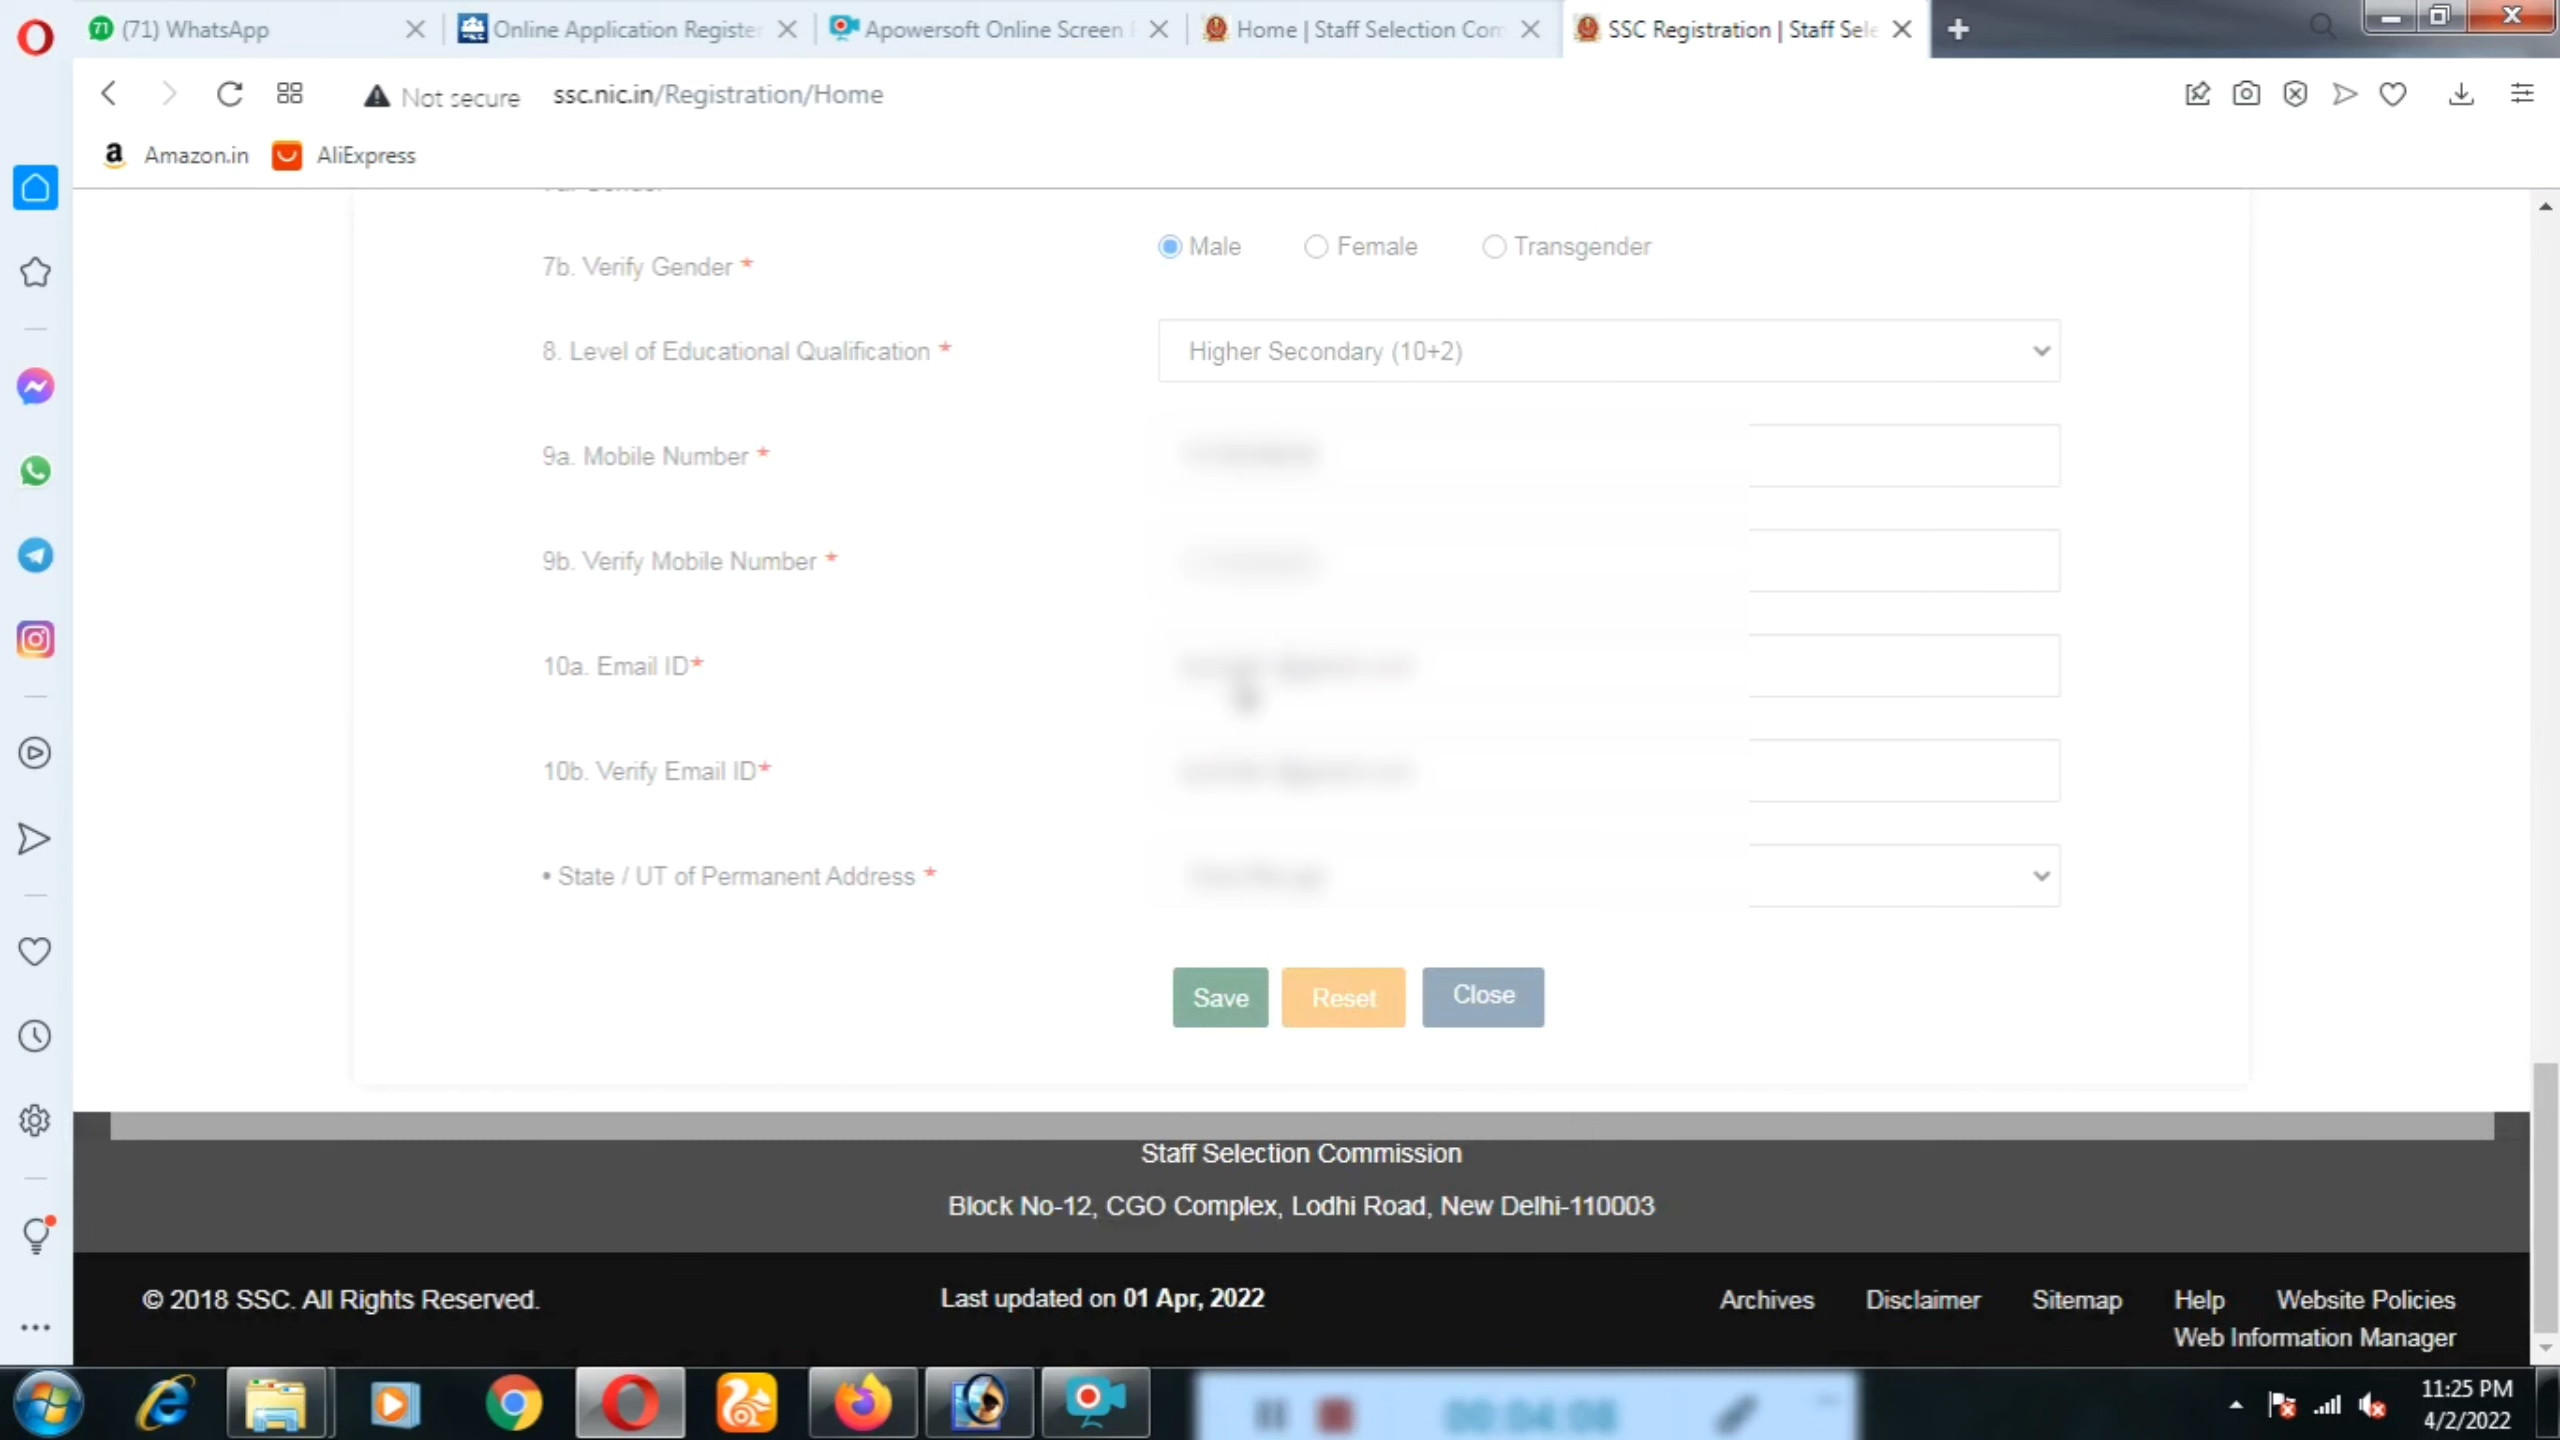 71 (71) WhatsApp
Online Application Register
Apowersoft Online Screen
Home | Staff Selection Com
SSC Registration | Staff Sele
Not secure ssc.nic.in/Registration/Home
a Amazon.in AliExpress
7b. Verify Gender * Male Female Transgender
8. Level of Educational Qualification * Higher Secondary (10+2)
9a. Mobile Number *
9b. Verify Mobile Number *
10a. Email ID*
10b. Verify Email ID*
• State / UT of Permanent Address *
Save Reset Close
Staff Selection Commission
Block No-12, CGO Complex, Lodhi Road, New Delhi-110003
© 2018 SSC. All Rights Reserved.
Last updated on 01 Apr, 2022
Archives Disclaimer Sitemap Help Website Policies
Web Information Manager
00:04:08
11:25 PM
4/2/2022